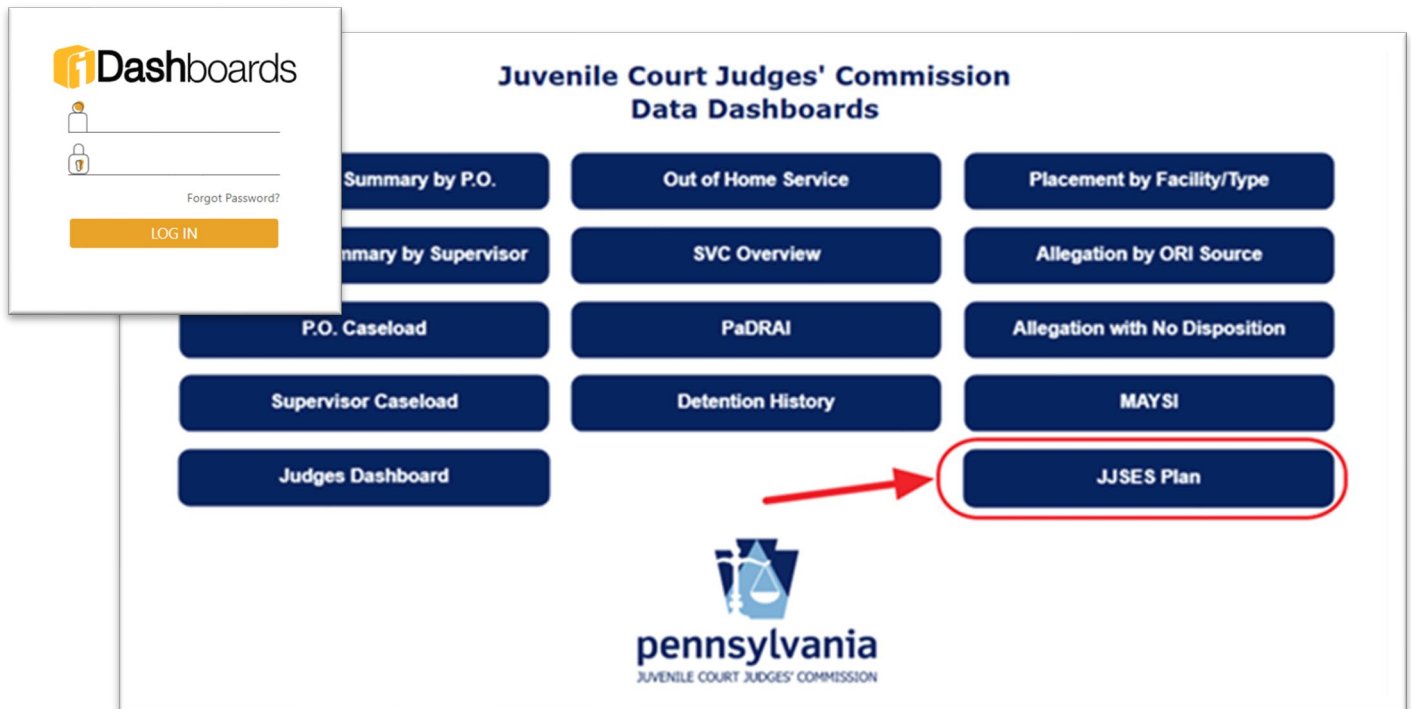 iDashboards
Forgot Password?
LOG IN
Juvenile Court Judges' Commission
Data Dashboards
Summary by P.O.
Out of Home Service
Placement by Facility/Type
by Supervisor
SVC Overview
Allegation by ORI Source
P.O. Caseload
PaDRAI
Allegation with No Disposition
Supervisor Caseload
Detention History
MAYSI
Judges Dashboard
JJSES Plan
pennsylvania
JUVENILE COURT JUDGES' COMMISSION